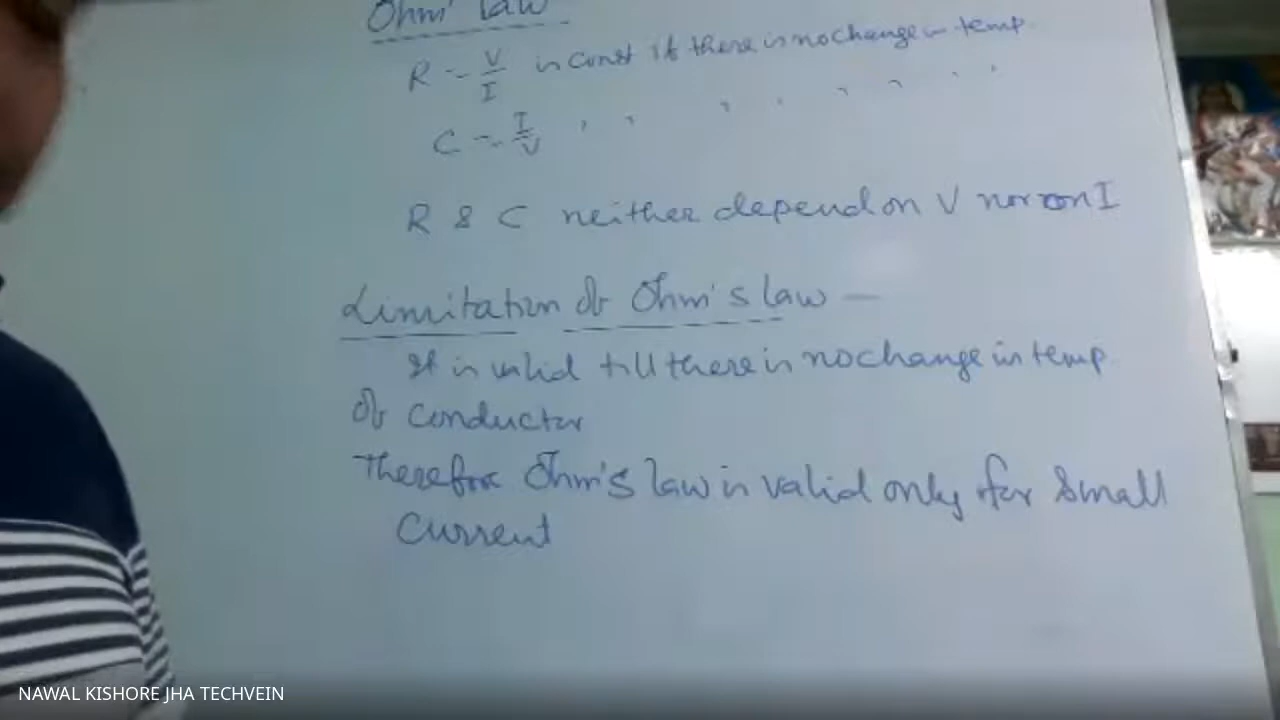 Ohm' law
R = V/I is const if there is no change in temp.
C = I/V , , , , , , , ,
R & C neither depend on V nor on I
Limitation of Ohm's law —
It is valid till there is no change in temp.
of conductor
Therefore Ohm's law is valid only for small
current
NAWAL KISHORE JHA TECHVEIN